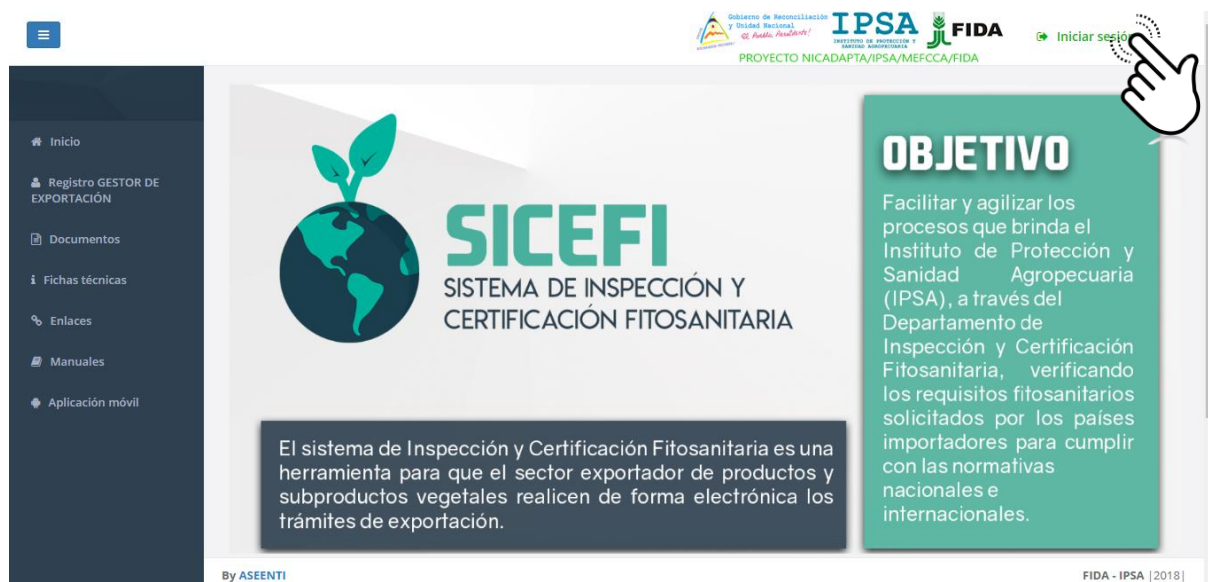 Gobierno de Reconciliación
y Unidad Nacional
El Pueblo, Presidente!
IPSA
INSTITUTO DE PROTECCIÓN Y
SANIDAD AGROPECUARIA
FIDA
PROYECTO NICADAPTA/IPSA/MEFCCA/FIDA
Iniciar sesión
Inicio
Registro GESTOR DE
EXPORTACIÓN
Documentos
Fichas técnicas
Enlaces
Manuales
Aplicación móvil
SICEFI
SISTEMA DE INSPECCIÓN Y
CERTIFICACIÓN FITOSANITARIA
El sistema de Inspección y Certificación Fitosanitaria es una
herramienta para que el sector exportador de productos y
subproductos vegetales realicen de forma electrónica los
trámites de exportación.
OBJETIVO
Facilitar y agilizar los
procesos que brinda el
Instituto de Protección y
Sanidad Agropecuaria
(IPSA), a través del
Departamento de
Inspección y Certificación
Fitosanitaria, verificando
los requisitos fitosanitarios
solicitados por los países
importadores para cumplir
con las normativas
nacionales e
internacionales.
By ASEENTI
FIDA - IPSA |2018|